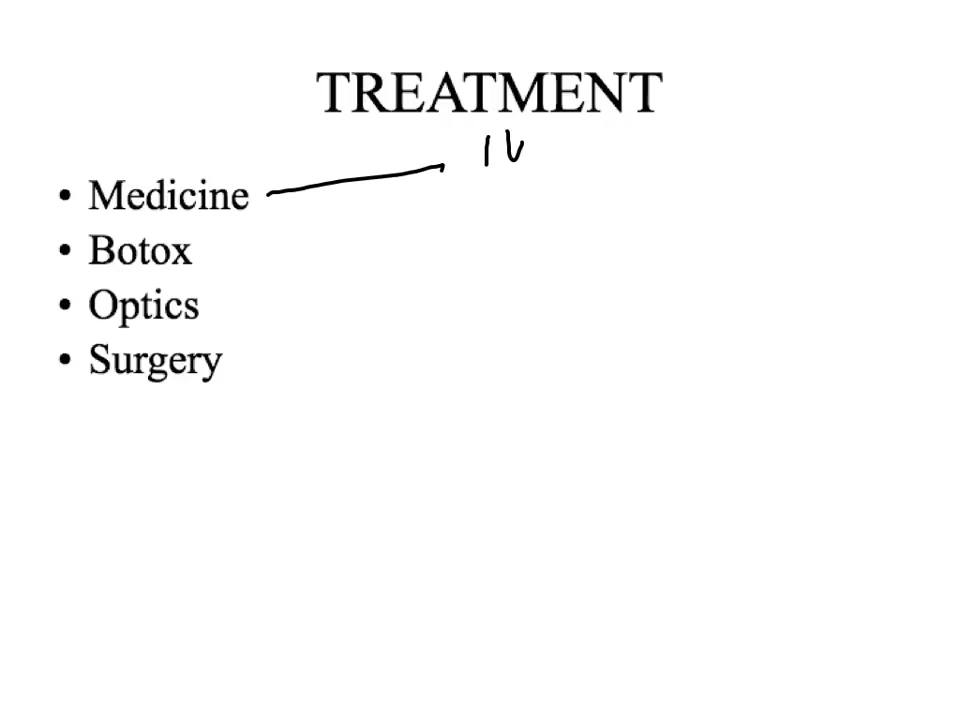 TREATMENT
IV
• Medicine
• Botox
• Optics
• Surgery